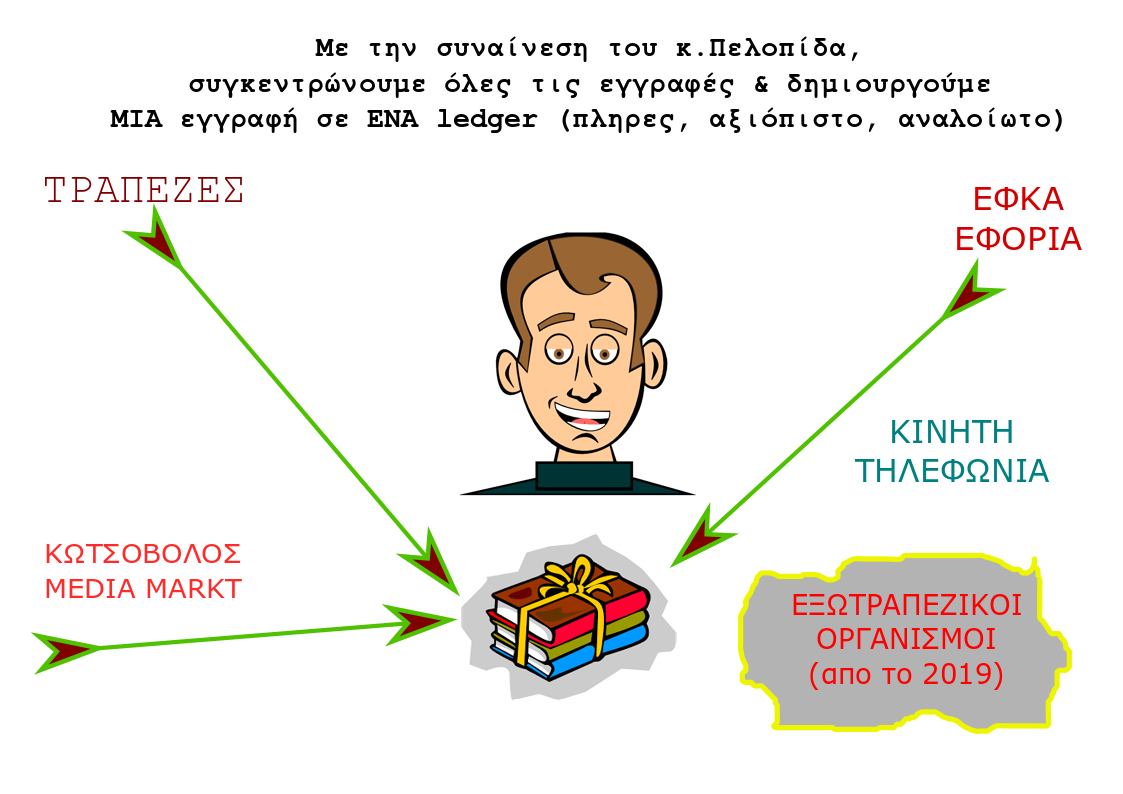 Με την συναίνεση του κ.Πελοπίδα,
συγκεντρώνουμε όλες τις εγγραφές & δημιουργούμε
ΜΙΑ εγγραφή σε ΕΝΑ ledger (πληρες, αξιόπιστο, αναλοίωτο)
ΤΡΑΠΕΖΕΣ
ΕΦΚΑ
ΕΦΟΡΙΑ
ΚΙΝΗΤΗ
ΤΗΛΕΦΩΝΙΑ
ΚΩΤΣΟΒΟΛΟΣ
MEDIA MARKT
ΕΞΩΤΡΑΠΕΖΙΚΟΙ
ΟΡΓΑΝΙΣΜΟΙ
(απο το 2019)